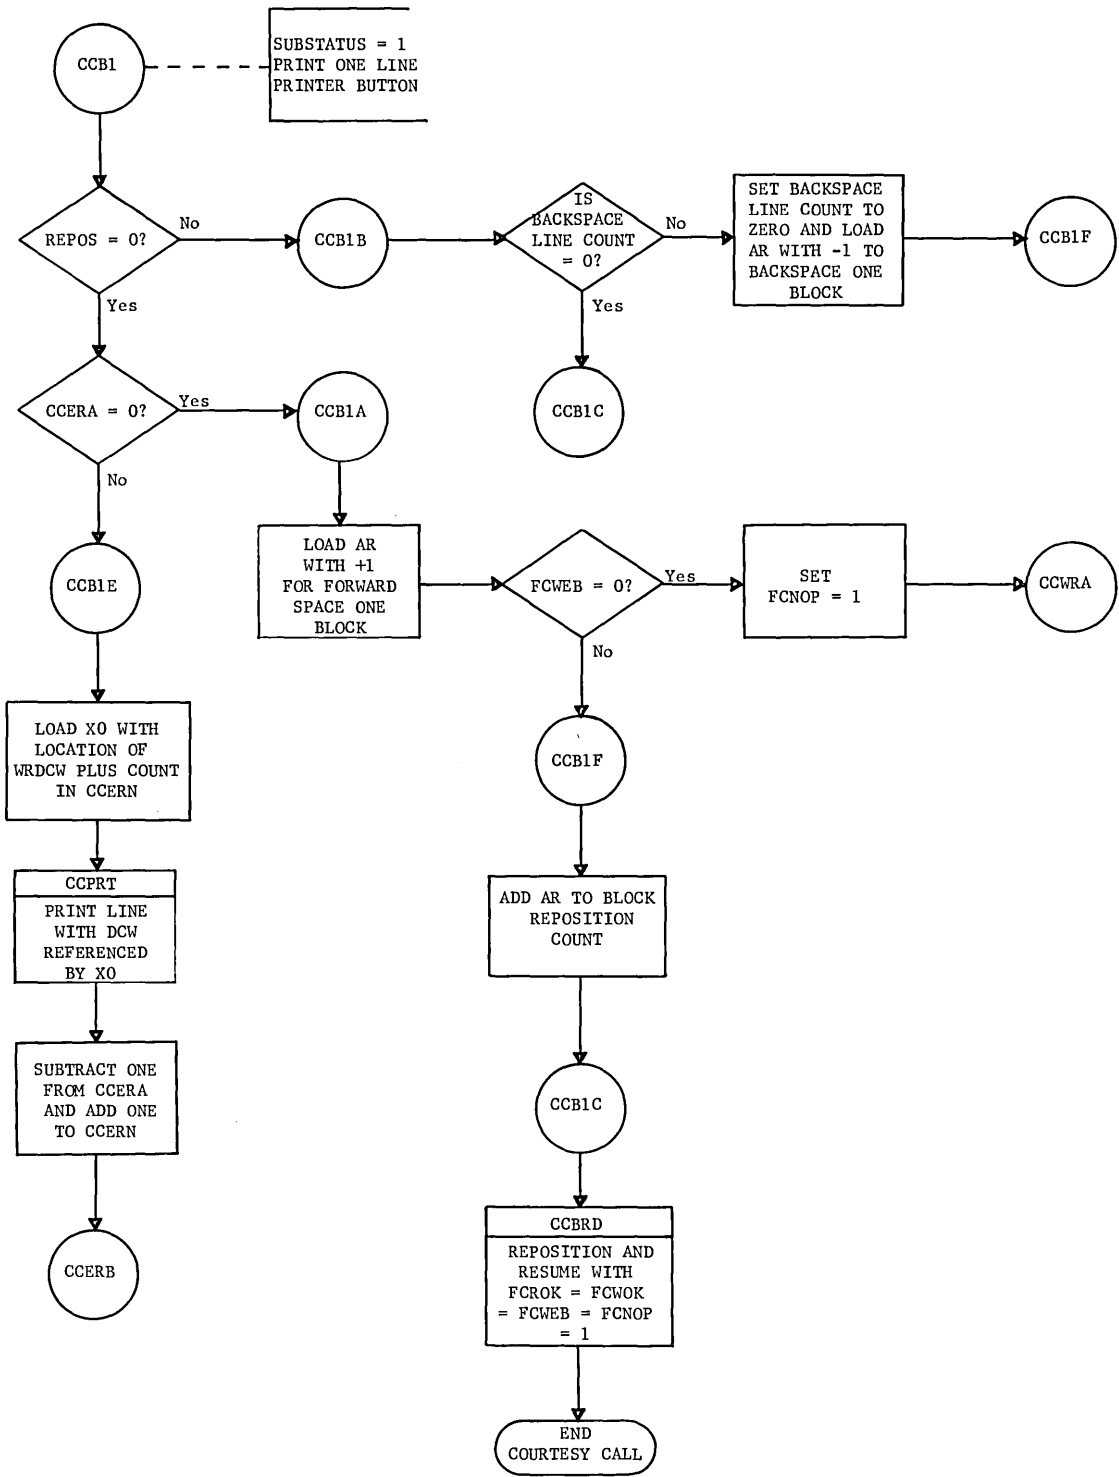 CCB1
SUBSTATUS = 1
PRINT ONE LINE
PRINTER BUTTON
REPOS = 0?
No
CCB1B
IS
BACKSPACE
LINE COUNT
= 0?
No
SET BACKSPACE
LINE COUNT TO
ZERO AND LOAD
AR WITH -1 TO
BACKSPACE ONE
BLOCK
CCB1F
Yes
Yes
CCB1C
CCERA = 0?
Yes
CCB1A
No
CCB1E
LOAD AR
WITH +1
FOR FORWARD
SPACE ONE
BLOCK
FCWEB = 0?
Yes
SET
FCNOP = 1
CCWRA
No
CCB1F
LOAD X0 WITH
LOCATION OF
WRDCW PLUS COUNT
IN CCERN
CCPRT
PRINT LINE
WITH DCW
REFERENCED
BY X0
ADD AR TO BLOCK
REPOSITION
COUNT
SUBTRACT ONE
FROM CCERA
AND ADD ONE
TO CCERN
CCB1C
CCERB
CCBRD
REPOSITION AND
RESUME WITH
FCROK = FCWOK
= FCWEB = FCNOP
= 1
END
COURTESY CALL